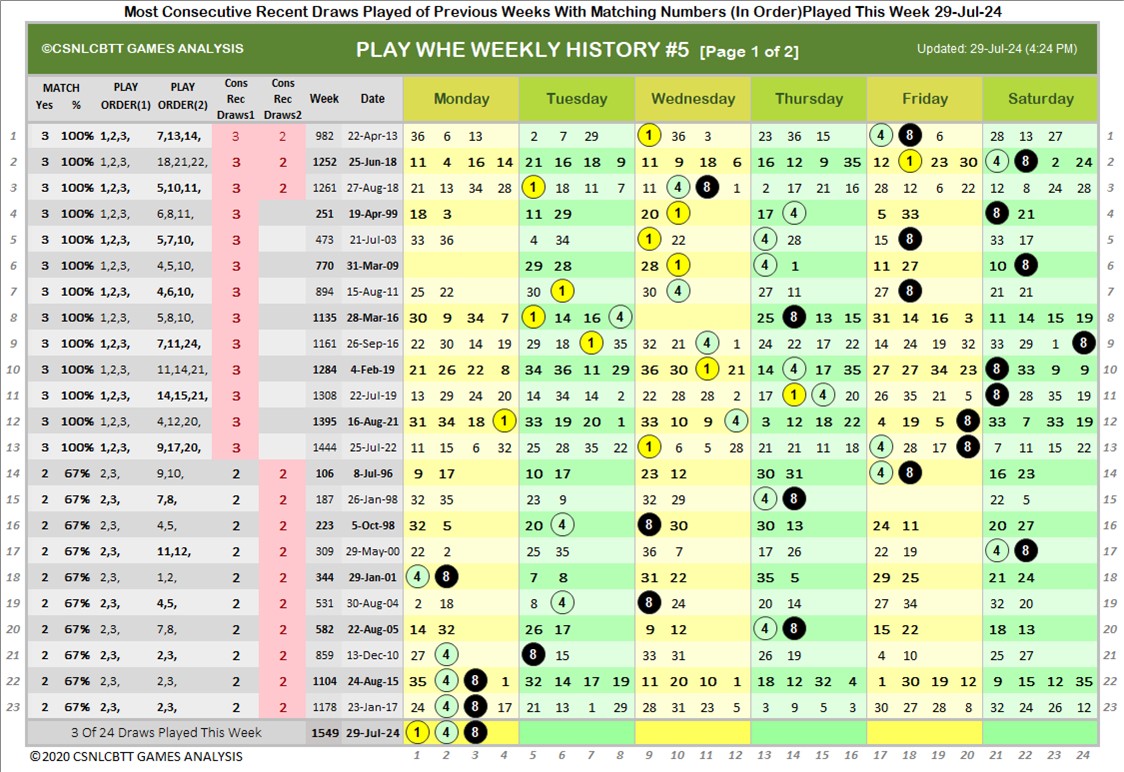 Most Consecutive Recent Draws Played of Previous Weeks With Matching Numbers (In Order)Played This Week 29-Jul-24
©CSNLCBTT GAMES ANALYSIS PLAY WHE WEEKLY HISTORY #5 [Page 1 of 2] Updated: 29-Jul-24 (4:24 PM)
MATCH PLAY PLAY Cons Cons Week Date Monday Tuesday Wednesday Thursday Friday Saturday
Yes % ORDER(1) ORDER(2) Rec Rec
Draws1 Draws2
1 3 100% 1,2,3, 7,13,14, 3 2 982 22-Apr-13 36 6 13 2 7 29 1 36 3 23 36 15 4 8 6 28 13 27 1
2 3 100% 1,2,3, 18,21,22, 3 2 1252 25-Jun-18 11 4 16 14 21 16 18 9 11 9 18 6 16 12 9 35 12 1 23 30 4 8 2 24 2
3 3 100% 1,2,3, 5,10,11, 3 2 1261 27-Aug-18 21 13 34 28 1 18 11 7 11 4 8 1 2 17 21 16 28 12 6 22 12 8 24 28 3
4 3 100% 1,2,3, 6,8,11, 3 251 19-Apr-99 18 3 11 29 20 1 17 4 5 33 8 21 4
5 3 100% 1,2,3, 5,7,10, 3 473 21-Jul-03 33 36 4 34 1 22 4 28 15 8 33 17 5
6 3 100% 1,2,3, 4,5,10, 3 770 31-Mar-09 29 28 28 1 4 1 11 27 10 8 6
7 3 100% 1,2,3, 4,6,10, 3 894 15-Aug-11 25 22 30 1 30 4 27 11 27 8 21 21 7
8 3 100% 1,2,3, 5,8,10, 3 1135 28-Mar-16 30 9 34 7 1 14 16 4 25 8 13 15 31 14 16 3 11 14 15 19 8
9 3 100% 1,2,3, 7,11,24, 3 1161 26-Sep-16 22 30 14 19 29 18 1 35 32 21 4 1 24 22 17 22 14 24 19 32 33 29 1 8 9
10 3 100% 1,2,3, 11,14,21, 3 1284 4-Feb-19 21 26 22 8 34 36 11 29 36 30 1 21 14 4 17 35 27 27 34 23 8 33 9 9 10
11 3 100% 1,2,3, 14,15,21, 3 1308 22-Jul-19 13 29 24 20 14 34 14 2 22 28 28 2 17 1 4 20 26 35 21 5 8 28 35 19 11
12 3 100% 1,2,3, 4,12,20, 3 1395 16-Aug-21 31 34 18 1 33 19 20 1 33 10 9 4 3 12 18 22 4 19 5 8 33 7 33 19 12
13 3 100% 1,2,3, 9,17,20, 3 1444 25-Jul-22 11 15 6 32 25 28 35 22 1 6 5 28 21 21 11 18 4 28 17 8 7 11 15 22 13
14 2 67% 2,3, 9,10, 2 2 106 8-Jul-96 9 17 10 17 23 12 30 31 4 8 16 23 14
15 2 67% 2,3, 7,8, 2 2 187 26-Jan-98 32 35 23 9 32 29 4 8 22 5 15
16 2 67% 2,3, 4,5, 2 2 223 5-Oct-98 32 5 20 4 8 30 30 13 24 11 20 27 16
17 2 67% 2,3, 11,12, 2 2 309 29-May-00 22 2 25 35 36 7 17 26 22 19 4 8 17
18 2 67% 2,3, 1,2, 2 2 344 29-Jan-01 4 8 7 8 31 22 35 5 29 25 21 24 18
19 2 67% 2,3, 4,5, 2 2 531 30-Aug-04 2 18 8 4 8 24 20 14 27 34 32 20 19
20 2 67% 2,3, 7,8, 2 2 582 22-Aug-05 14 32 26 17 9 12 4 8 15 22 18 13 20
21 2 67% 2,3, 2,3, 2 2 859 13-Dec-10 27 4 8 15 33 31 26 19 4 10 25 27 21
22 2 67% 2,3, 2,3, 2 2 1104 24-Aug-15 35 4 8 1 32 14 17 19 11 20 10 1 18 12 32 4 1 30 19 12 9 15 12 35 22
23 2 67% 2,3, 2,3, 2 2 1178 23-Jan-17 24 4 8 17 21 13 1 29 28 31 23 5 3 9 5 3 30 27 28 8 32 24 26 12 23
3 Of 24 Draws Played This Week 1549 29-Jul-24 1 4 8
©2020 CSNLCBTT GAMES ANALYSIS 1 2 3 4 5 6 7 8 9 10 11 12 13 14 15 16 17 18 19 20 21 22 23 24